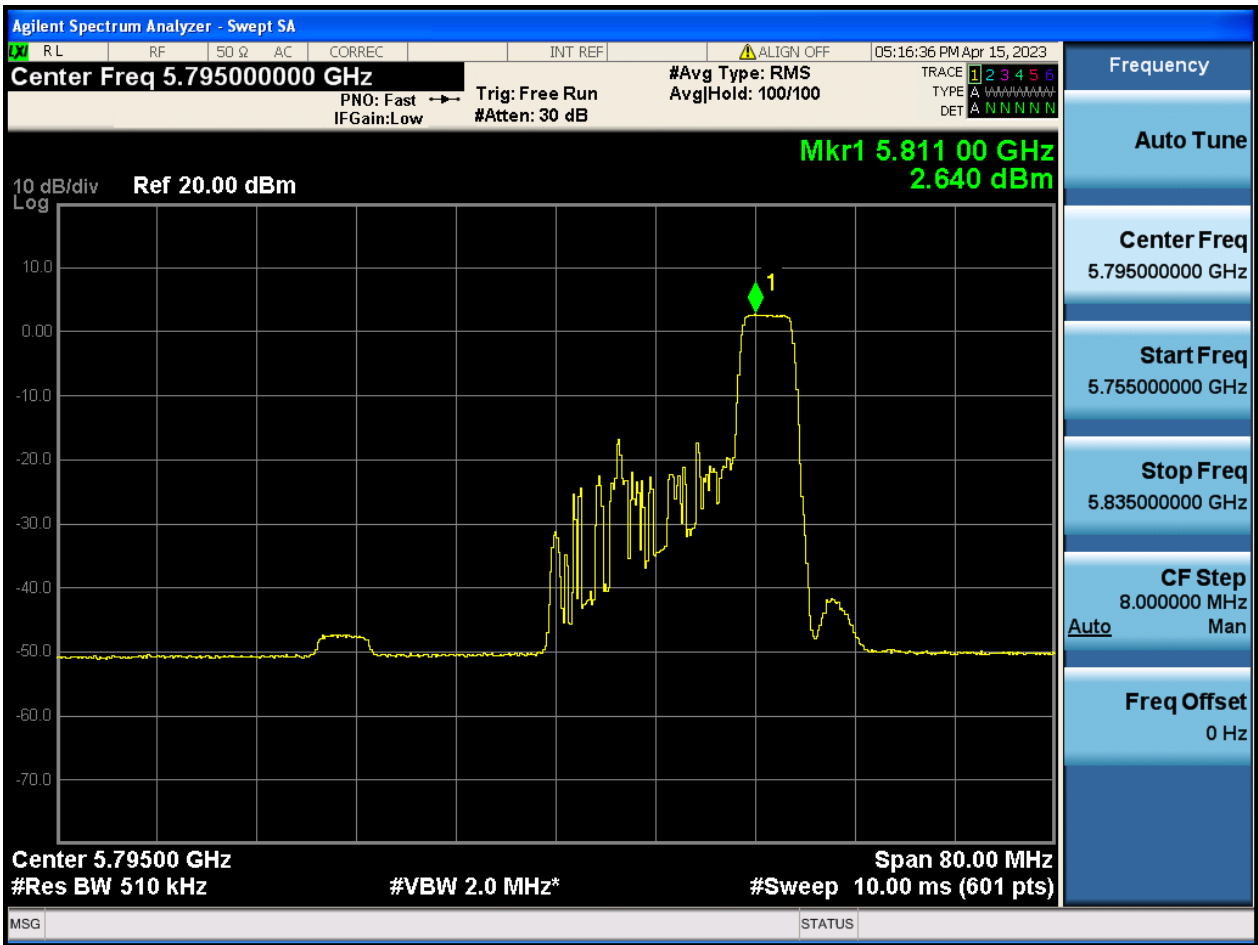 Agilent Spectrum Analyzer - Swept SA
LXI RL RF 50 Ω AC CORREC INT REF ALIGN OFF 05:16:36 PM Apr 15, 2023
Center Freq 5.795000000 GHz
PNO: Fast
IFGain:Low
Trig: Free Run
#Atten: 30 dB
#Avg Type: RMS
Avg|Hold: 100/100
TRACE 1 2 3 4 5 6
TYPE A WWWWWW
DET A N N N N N
Mkr1 5.811 00 GHz
2.640 dBm
10 dB/div Ref 20.00 dBm
Log
10.0
0.00
-10.0
-20.0
-30.0
-40.0
-50.0
-60.0
-70.0
1
Center 5.79500 GHz Span 80.00 MHz
#Res BW 510 kHz #VBW 2.0 MHz* #Sweep 10.00 ms (601 pts)
MSG STATUS
Frequency
Auto Tune
Center Freq
5.795000000 GHz
Start Freq
5.755000000 GHz
Stop Freq
5.835000000 GHz
CF Step
8.000000 MHz
Auto Man
Freq Offset
0 Hz